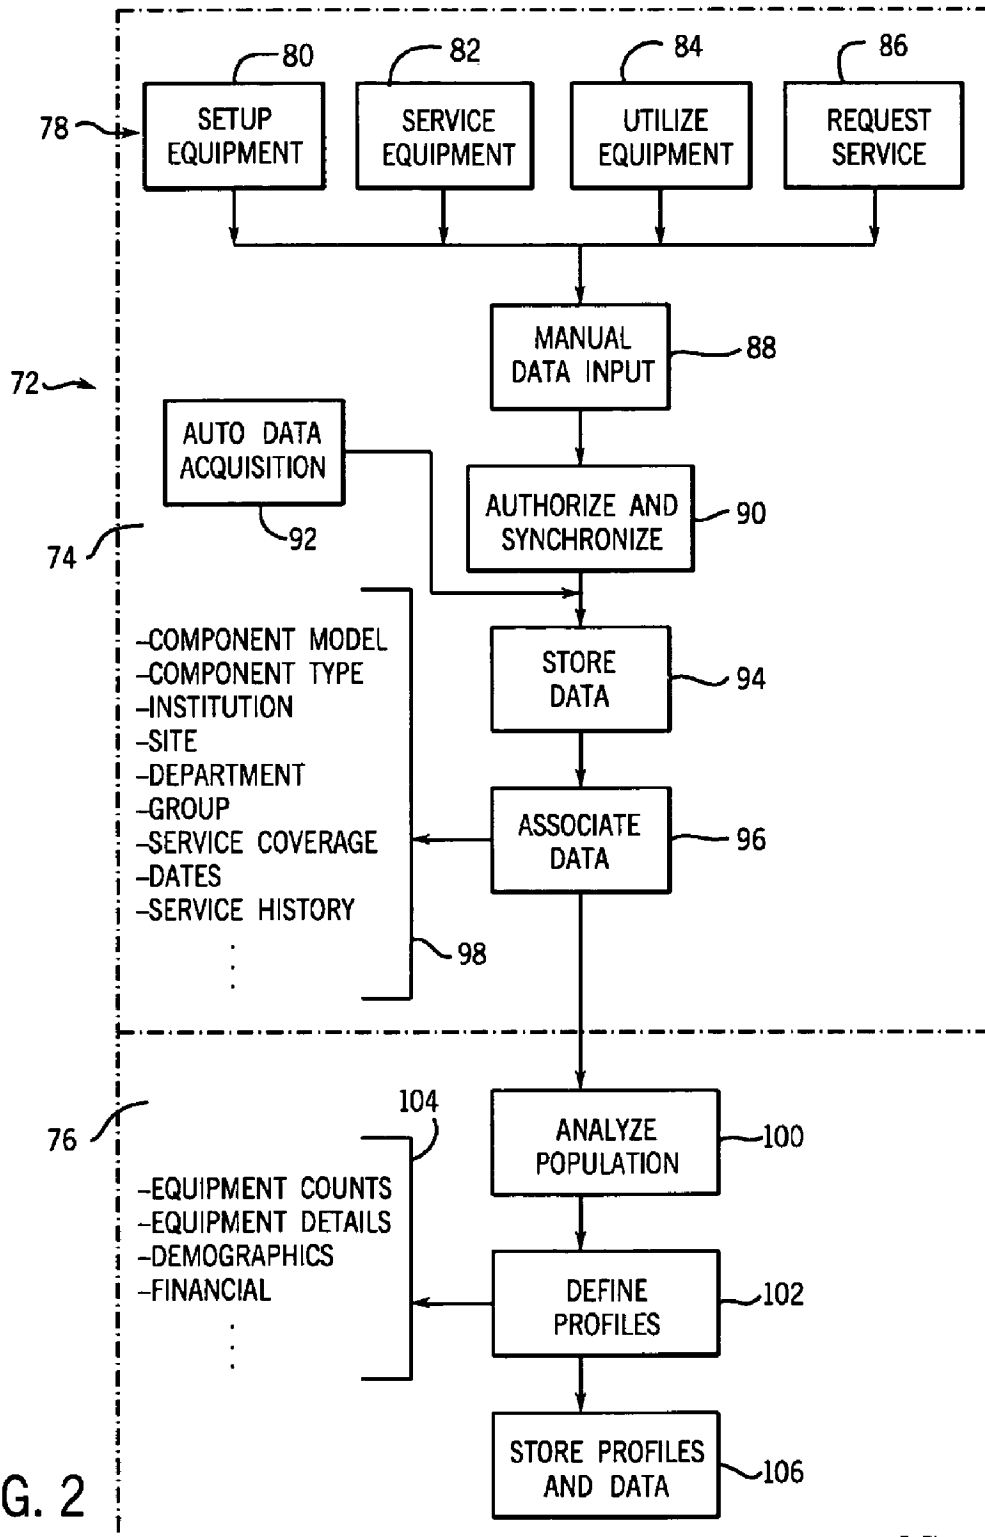 80
82
84
86
78
SETUP
EQUIPMENT
SERVICE
EQUIPMENT
UTILIZE
EQUIPMENT
REQUEST
SERVICE
MANUAL
DATA INPUT
88
72
AUTO DATA
ACQUISITION
92
AUTHORIZE AND
SYNCHRONIZE
90
74
-COMPONENT MODEL
-COMPONENT TYPE
-INSTITUTION
-SITE
-DEPARTMENT
-GROUP
-SERVICE COVERAGE
-DATES
-SERVICE HISTORY
98
STORE
DATA
94
ASSOCIATE
DATA
96
76
104
ANALYZE
POPULATION
100
-EQUIPMENT COUNTS
-EQUIPMENT DETAILS
-DEMOGRAPHICS
-FINANCIAL
DEFINE
PROFILES
102
STORE PROFILES
AND DATA
106
G. 2